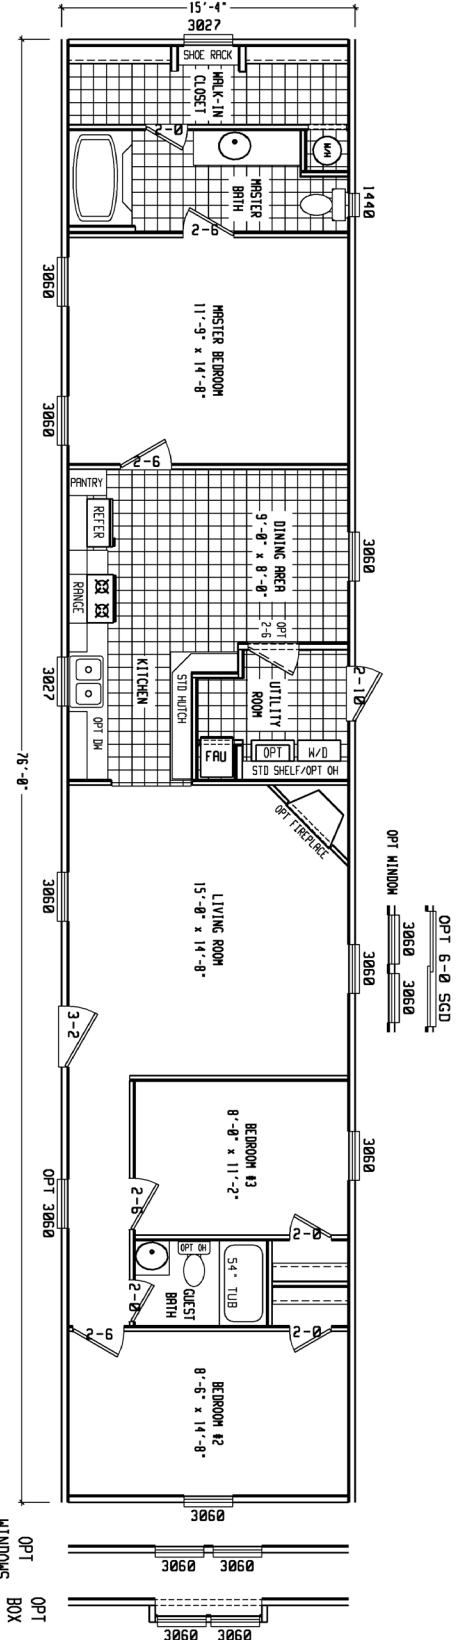 15'-4"
3027
SHOE RACK
WALK-IN
CLOSET
2-0
W/H
MASTER
BATH
1440
2-6
3060
MASTER BEDROOM
11'-9" x 14'-8"
3060
2-6
PANTRY
REFER
DINING AREA
9'-0" x 8'-0"
3060
RANGE
OPT
2-6
KITCHEN
STD HUTCH
UTILITY
ROOM
2-10
3027
OPT DW
FAU
OPT
W/D
STD SHELF/OPT OH
76'-0"
OPT FIREPLACE
OPT WINDOW
3060
3060
OPT 6-0 SGD
3060
LIVING ROOM
15'-0" x 14'-8"
3060
3-2
BEDROOM #3
8'-0" x 11'-2"
3060
OPT 3060
2-6
2-0
OPT OH
54" TUB
GUEST
BATH
2-0
2-6
2-0
BEDROOM #2
8'-6" x 14'-8"
3060
OPT
WINDOWS
3060
3060
OPT
BOX
3060
3060